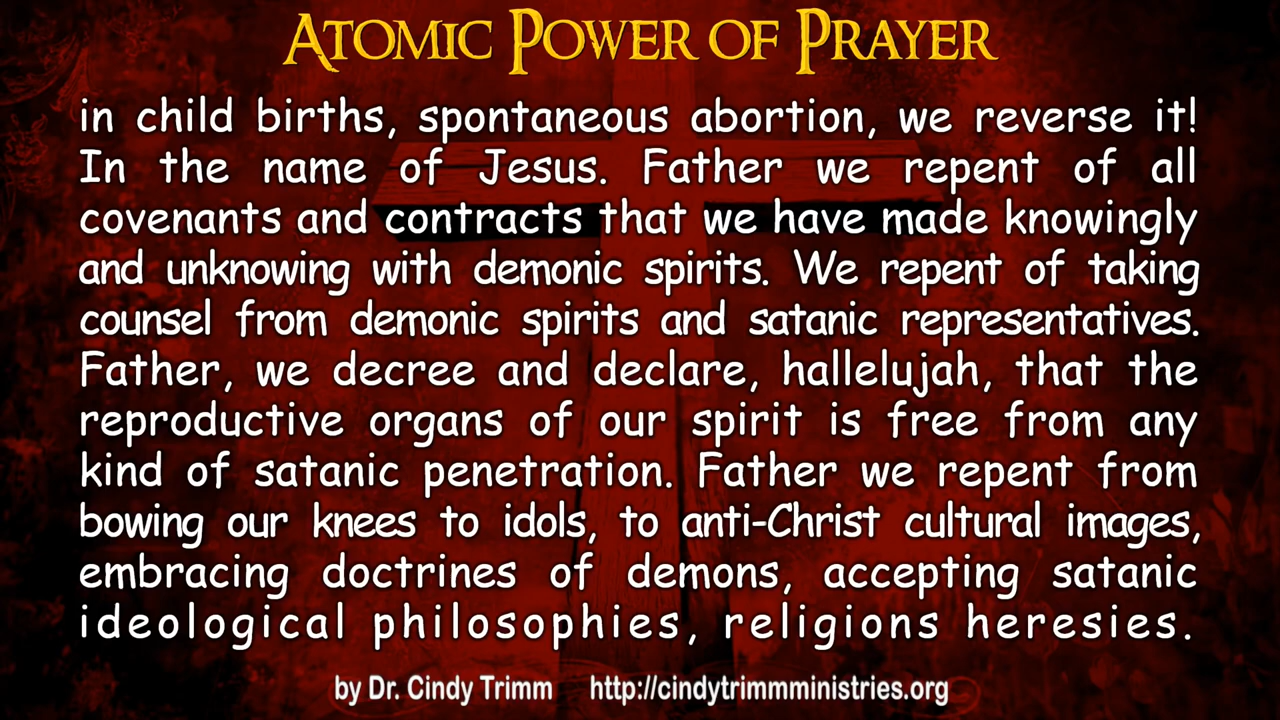 Atomic Power of Prayer
in child births, spontaneous abortion, we reverse it!
In the name of Jesus. Father we repent of all
covenants and contracts that we have made knowingly
and unknowing with demonic spirits. We repent of taking
counsel from demonic spirits and satanic representatives.
Father, we decree and declare, hallelujah, that the
reproductive organs of our spirit is free from any
kind of satanic penetration. Father we repent from
bowing our knees to idols, to anti-Christ cultural images,
embracing doctrines of demons, accepting satanic
ideological philosophies, religions heresies.
by Dr. Cindy Trimm http://cindytrimmministries.org